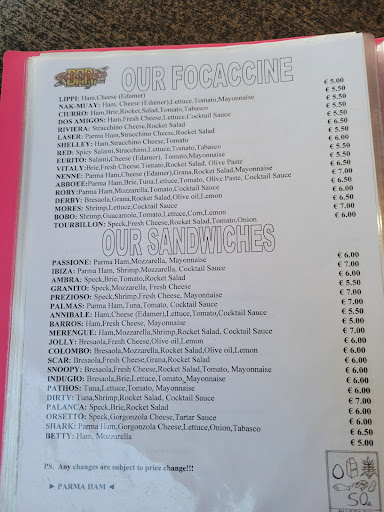 OUR FOCACCINE
LIPPI: Ham,Cheese (Edamer) € 5.00
NAK-MUAY: Ham, Cheese (Edamer),Lettuce,Tomato,Mayonnaise € 5.50
CIURRO: Ham,Brie,Rocket,Salad,Tomato,Tabasco € 5.50
DOS AMIGOS: Ham,Fresh Cheese,Lettuce,Cocktail Sauce € 6.50
RIVIERA: Stracchino Cheese,Rocket Salad € 5.50
LASER: Parma Ham,Stracchino Cheese,Rocket Salad € 5.50
SHELLEY: Ham,Stracchino Cheese,Tomato € 5.50
RED: Spicy Salami,Stracchino,Lettuce,Tomato,Tabasco € 5.50
EURITO: Salami,Cheese (Edamer), Tomato,Mayonnaise € 5.50
VITALY: Brie,Fresh Cheese,Tomato,Rocket Salad, Olive Paste € 5.50
NENNE: Parma Ham,Cheese (Edamer),Grana,Rocket Salad,Mayonnaise € 6.50
ABBOEE:Parma Ham,Brie,Tuna,Lettuce,Tomato, Olive Paste, Cocktail Sauce € 7.00
ROBY:Parma Ham,Mozzarella,Tomato,Cocktail Sauce € 6.50
DERBY: Bresaola,Grana,Rocket Salad,Olive oil,Lemon € 6.00
MORES: Shrimp,Lettuce,Cocktail Sauce € 6.50
BOBO: Shrimp,Guacamole,Tomato,Lettuce,Corn,Lemon € 6.00
TOURBILLON: Speck,Fresh Cheese,Rocket Salad,Tomato,Onion € 6.00
OUR SANDWICHES
PASSIONE: Parma Ham,Mozzarella, Mayonnaise € 6.00
IBIZA: Parma Ham, Shrimp,Mozzarella, Cocktail Sauce € 7.00
AMBRA: Speck,Brie,Tomato,Rocket Salad € 6.00
GRANITO: Speck,Mozzarella, Fresh Cheese € 5.50
PREZIOSO: Speck,Shrimp,Fresh Cheese, Mayonnaise € 7.00
PALMAS: Parma Ham,Tuna,Tomato, Cocktail Sauce € 7.00
ANNIBALE: Ham,Cheese (Edamer),Lettuce,Tomato,Cocktail Sauce € 5.50
BARROS: Ham,Fresh Cheese, Mayonnaise € 5.00
MERENGUE: Ham,Mozzarella,Shrimp,Rocket Salad, Cocktail Sauce € 7.00
JOLLY: Bresaola,Fresh Cheese,Olive oil,Lemon € 6.00
COLOMBO: Bresaola,Mozzarella,Rocket Salad,Olive oil,Lemon € 6.00
SCAR: Bresaola,Fresh Cheese,Grana,Rocket Salad € 6.00
SNOOPY: Bresaola,Fresh Cheese,Rocket Salad,Tomato, Mayonnaise € 6.00
INDUGIO: Bresaola,Brie,Lettuce,Tomato,,Mayonnaise € 6.00
PATHOS: Tuna,Lettuce,Tomato, Mayonnaise € 6.00
DIRTY: Tuna,Shrimp,Rocket Salad, Cocktail Sauce € 7.00
PALANCA: Speck,Brie,Rocket Salad € 6.00
ORSETTO: Speck,Gorgonzola Cheese,Tartar Sauce € 6.00
SHARK: Parma Ham,Gorgonzola Cheese,Lettuce,Onion,Tabasco € 6.50
BETTY: Ham, Mozzarella € 5.00
PS. Any changes are subject to price change!!!
► PARMA HAM ◄
50